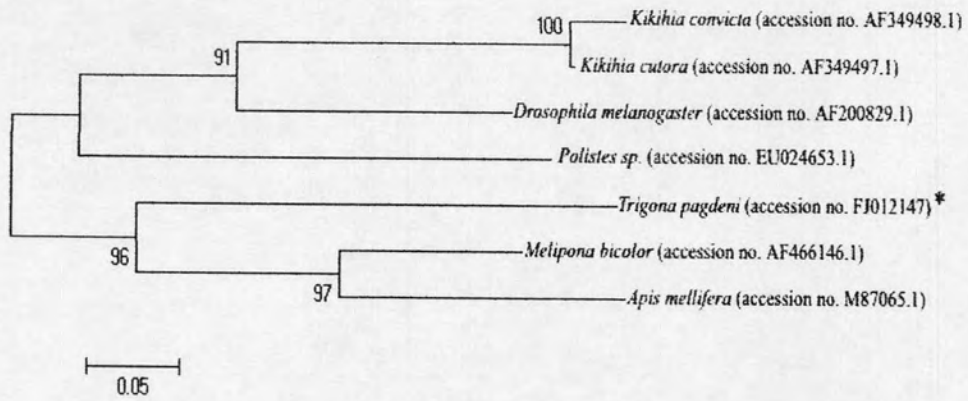 100
Kikihia convicta (accession no. AF349498.1)
91
Kikihia cutora (accession no. AF349497.1)
Drosophila melanogaster (accession no. AF200829.1)
Polistes sp. (accession no. EU024653.1)
Trigona pagdeni (accession no. FJ012147)*
96
Melipona bicolor (accession no. AF466146.1)
97
Apis mellifera (accession no. M87065.1)
0.05